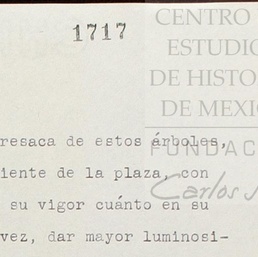 1717
CENTRO
ESTUDIO
DE HISTO
DE MEXIC
FUNDAC
Carlos
resaca de estos árboles,
iente de la plaza, con
su vigor cuánto en su
vez, dar mayor luminosi-